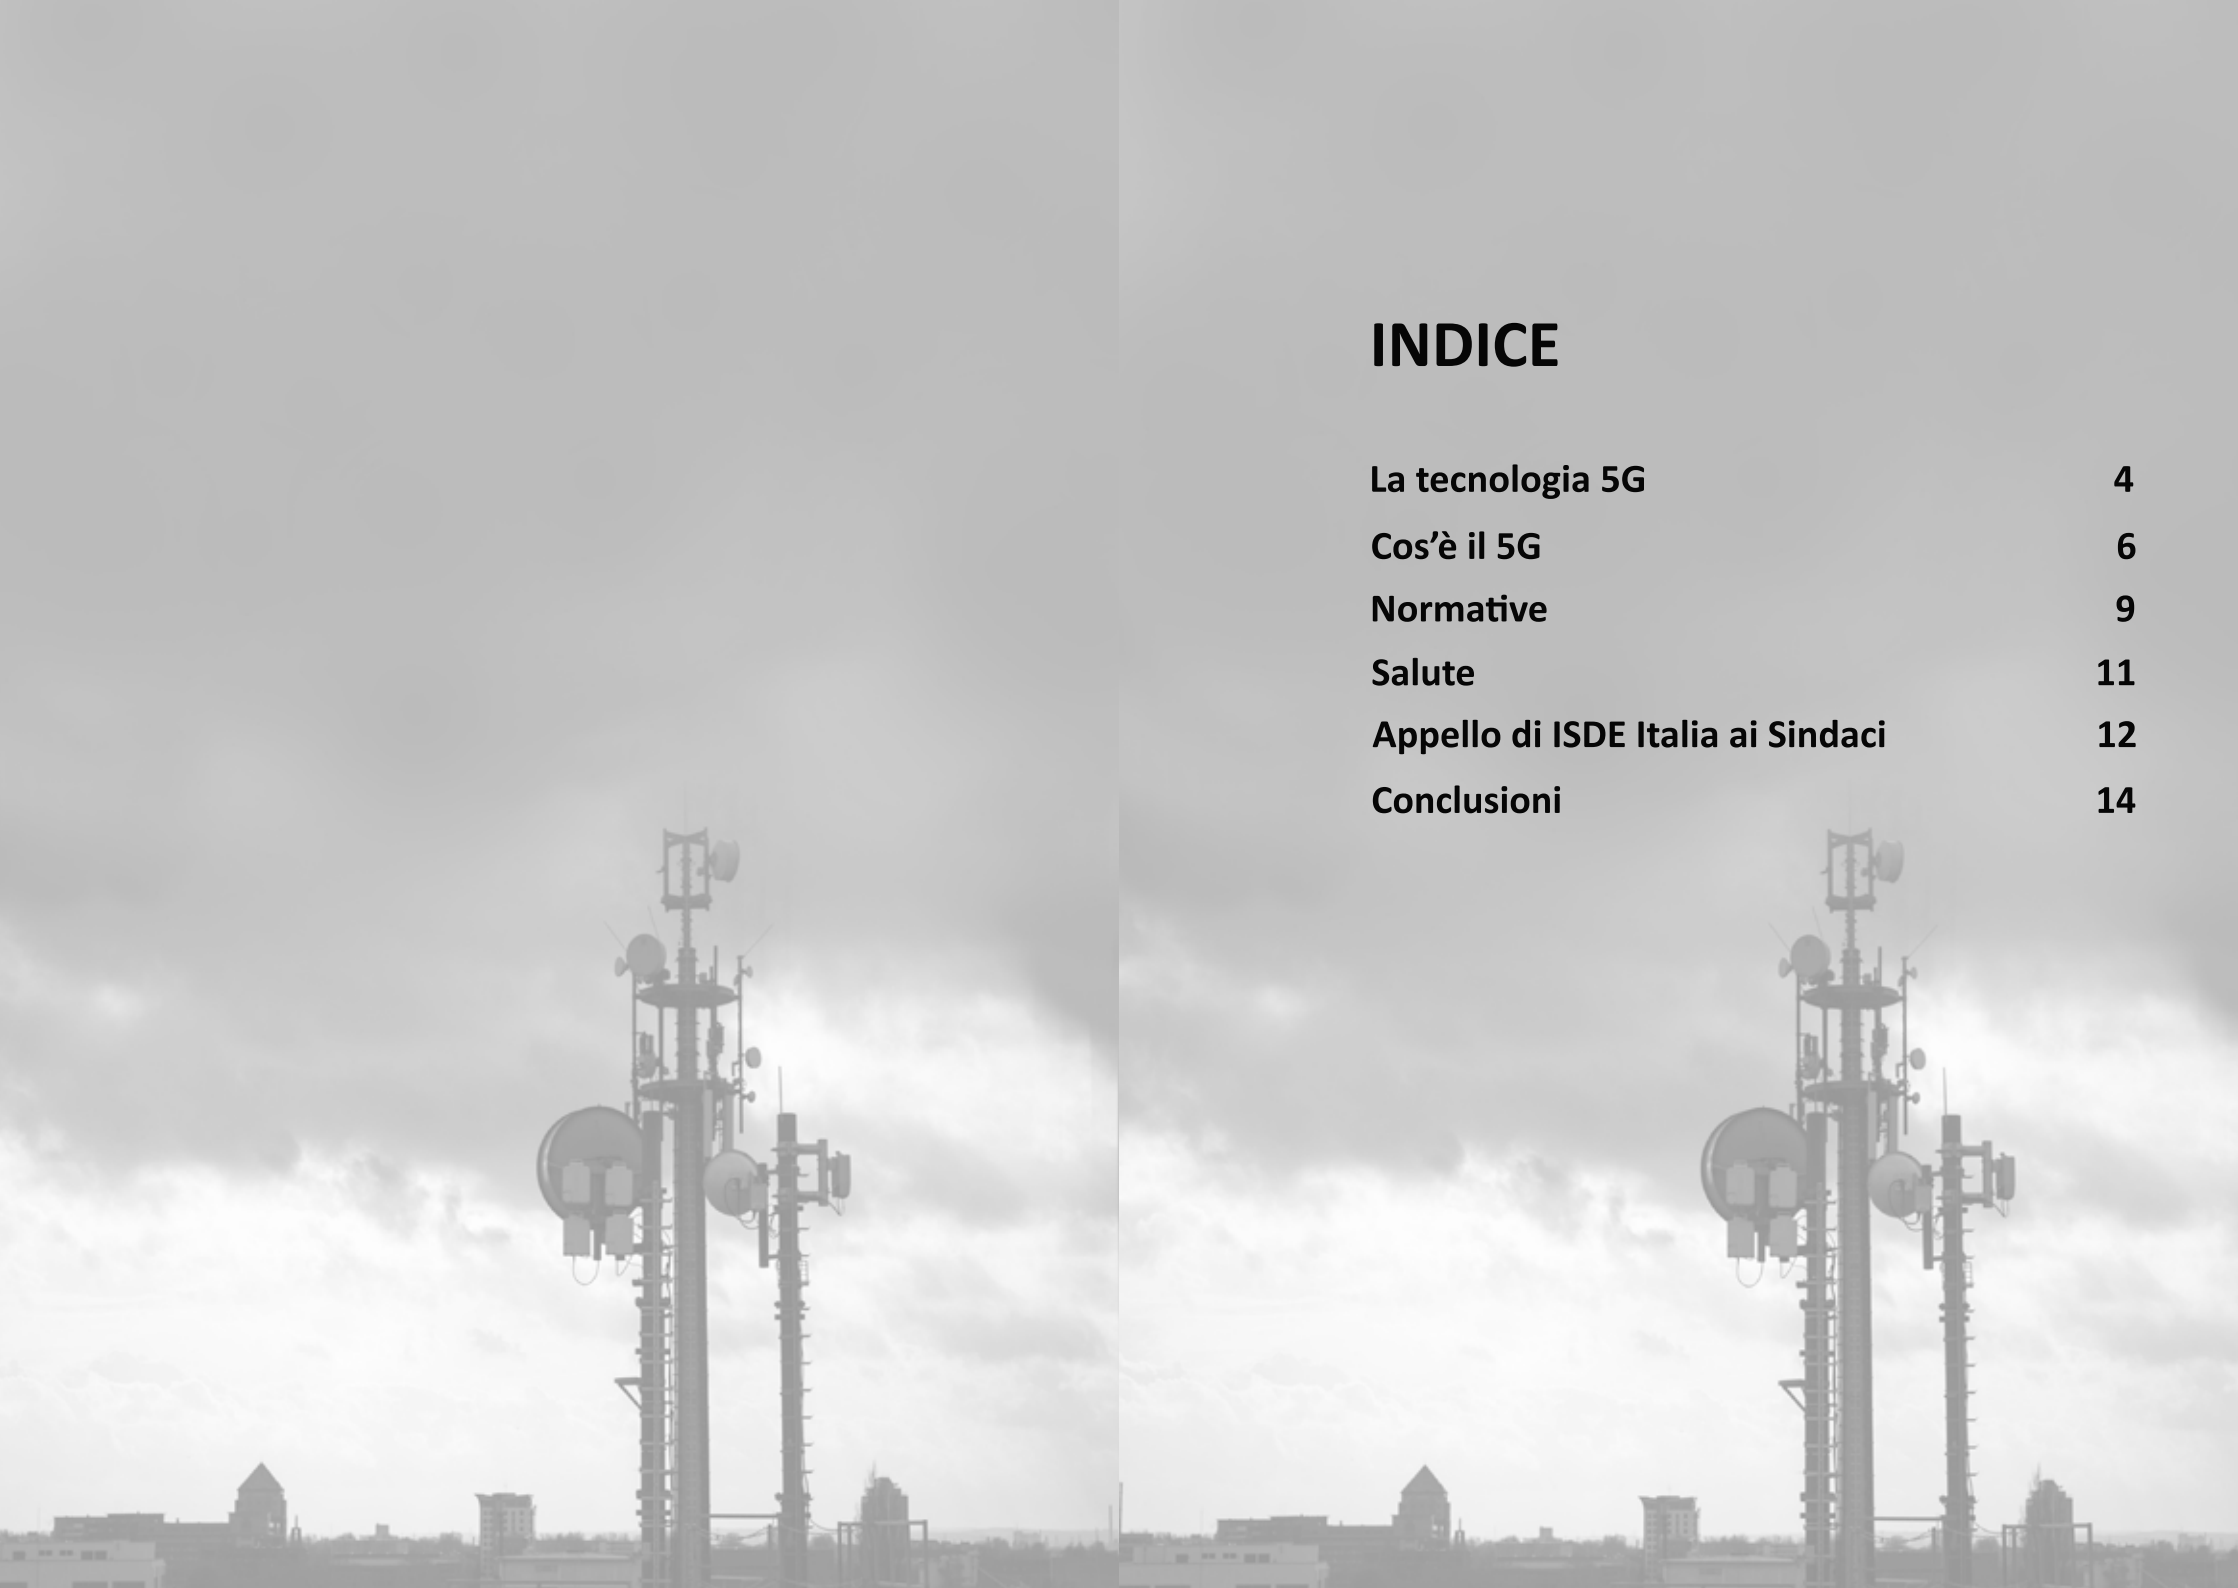 INDICE
La tecnologia 5G 4
Cos’è il 5G 6
Normative 9
Salute 11
Appello di ISDE Italia ai Sindaci 12
Conclusioni 14